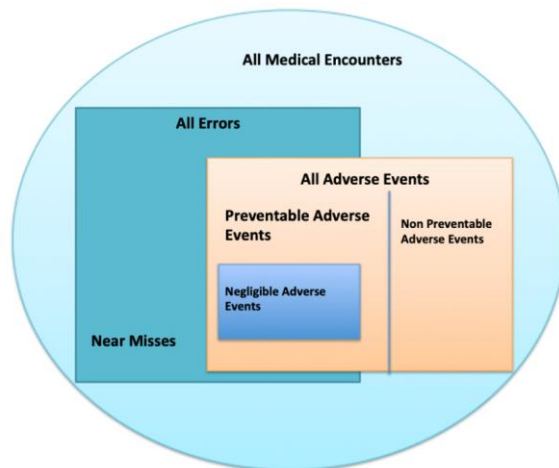 All Medical Encounters
All Errors
All Adverse Events
Preventable Adverse
Events
Non Preventable
Adverse Events
Negligible Adverse
Events
Near Misses